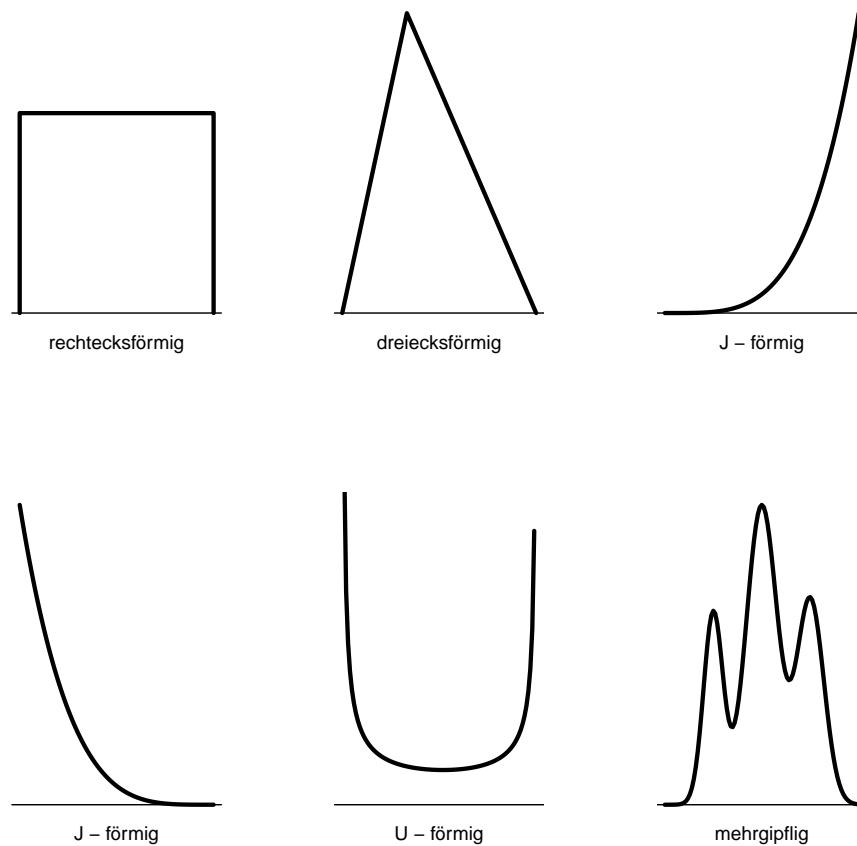 rechtecksförmig
dreiecksförmig
J – förmig
J – förmig
U – förmig
mehrgipflig